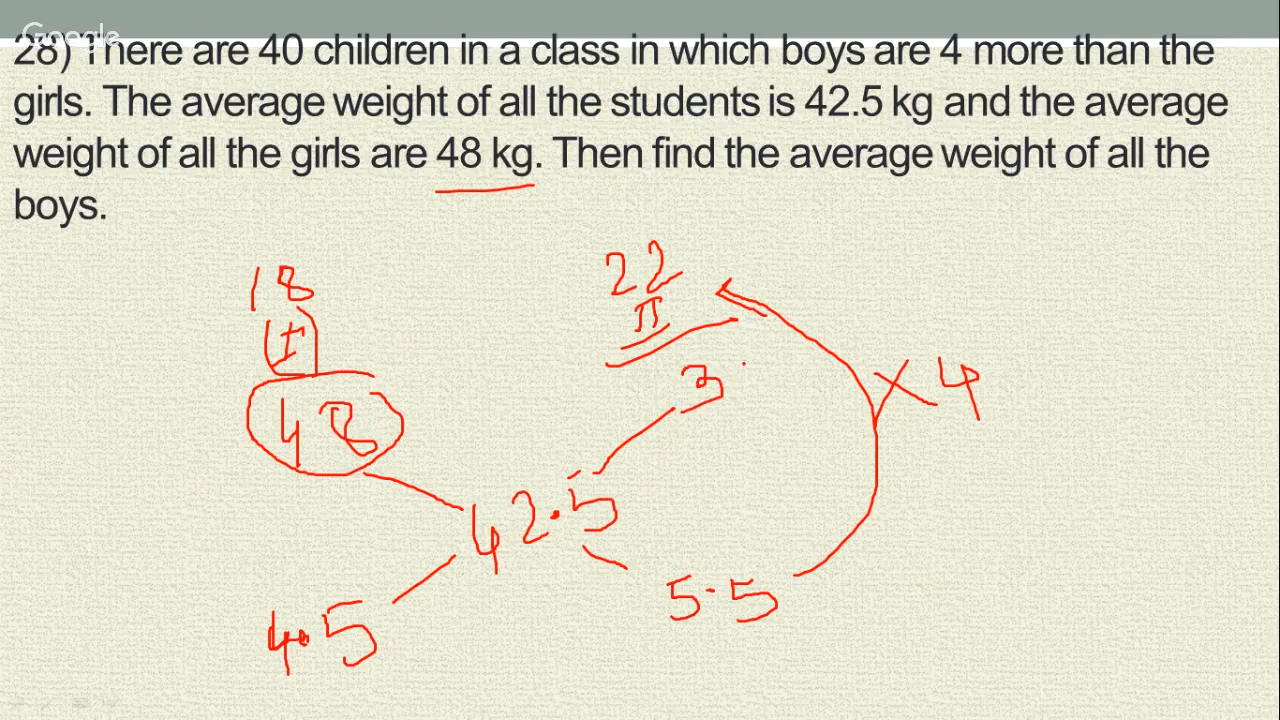 Google
28) There are 40 children in a class in which boys are 4 more than the
girls. The average weight of all the students is 42.5 kg and the average
weight of all the girls are 48 kg. Then find the average weight of all the
boys.
18 22
II
48 3 × 4
42.5
4.5 5.5